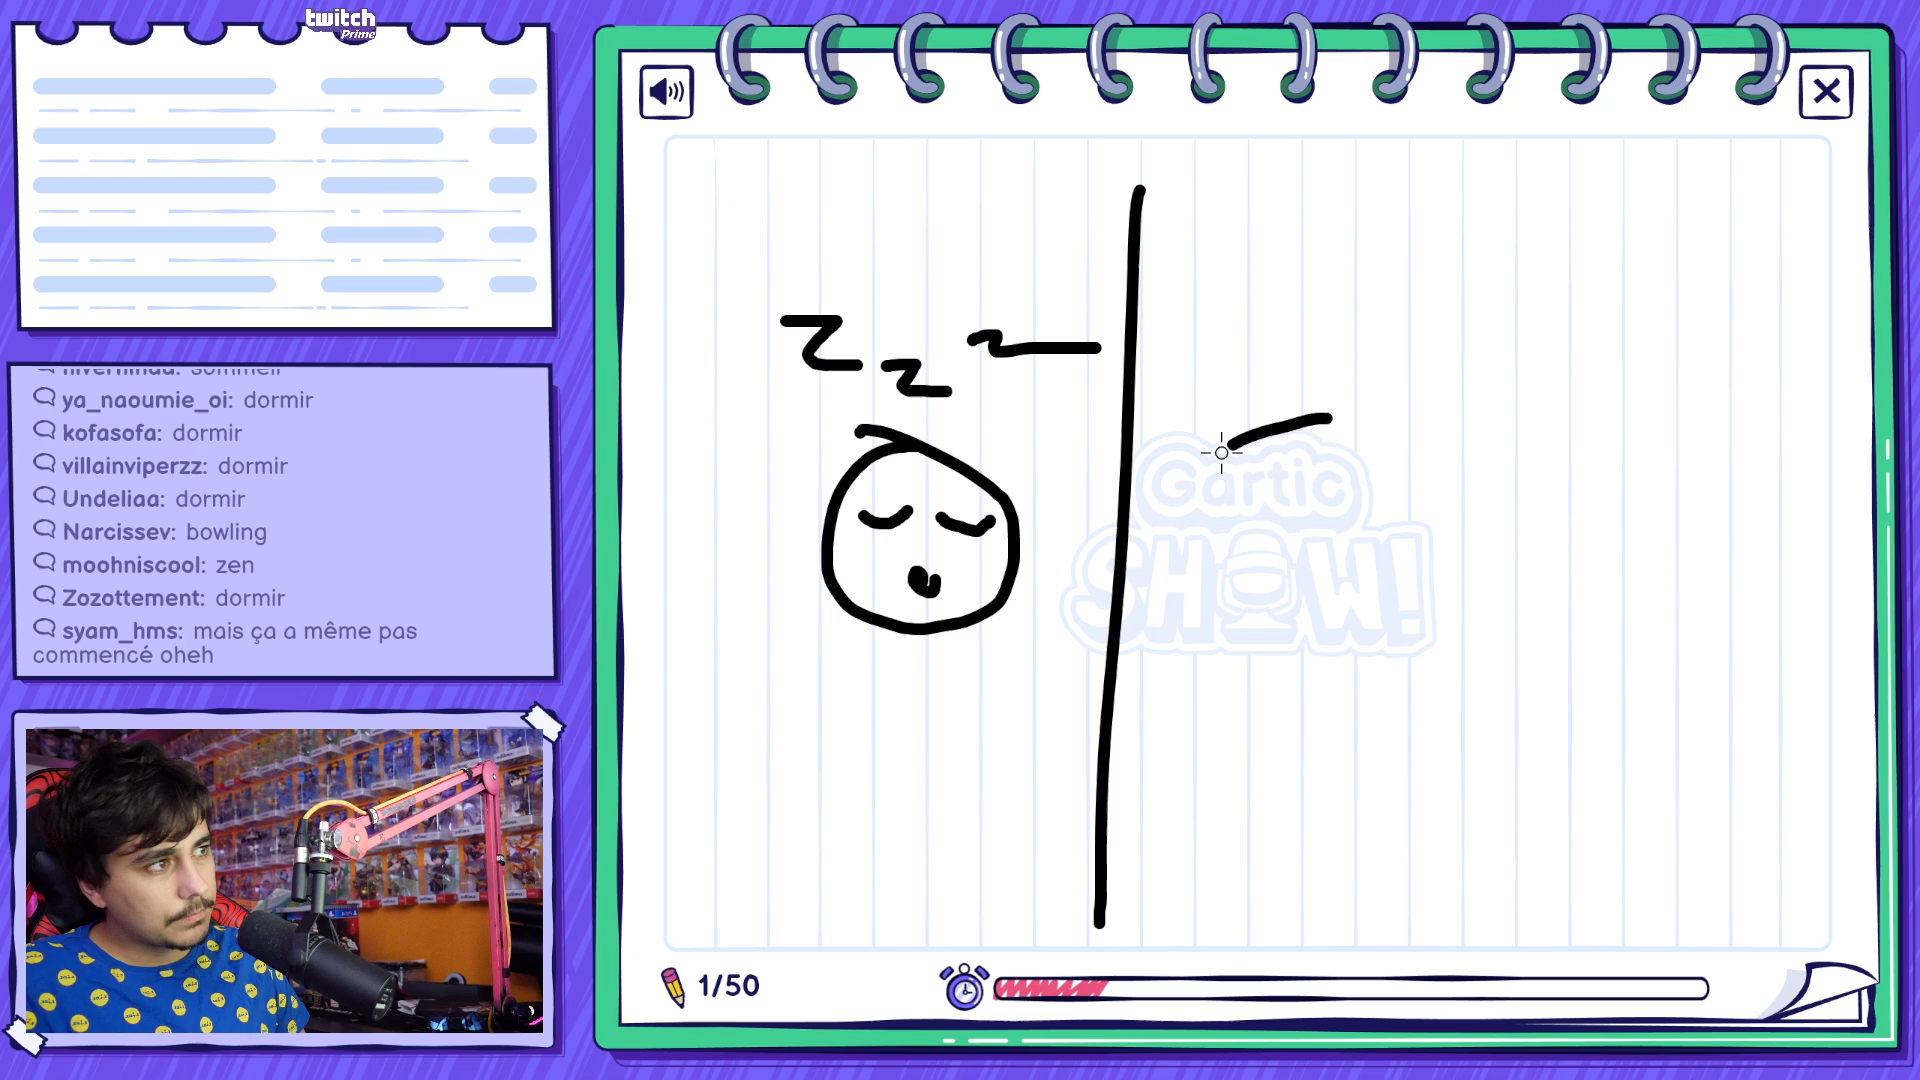 twitch
Prime
ya_naoumie_oi: dormir
kofasofa: dormir
villainviperzz: dormir
Undeliaa: dormir
Narcissev: bowling
moohniscool: zen
Zozottement: dormir
syam_hms: mais ça a même pas
commencé oheh
z z z
Gartic
SHOW!
1/50